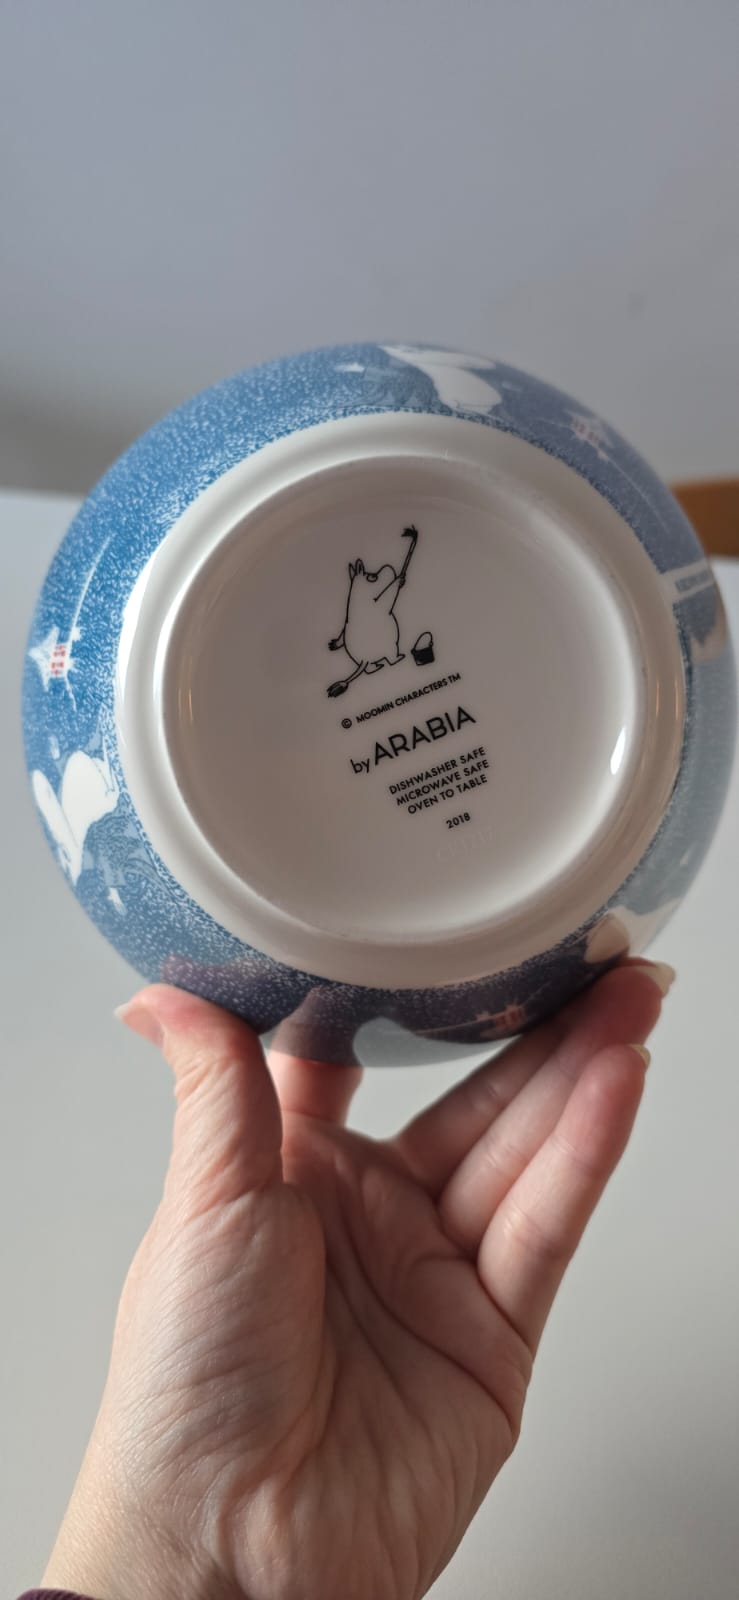 © MOOMIN CHARACTERS TM
by ARABIA
DISHWASHER SAFE
MICROWAVE SAFE
OVEN TO TABLE
2018